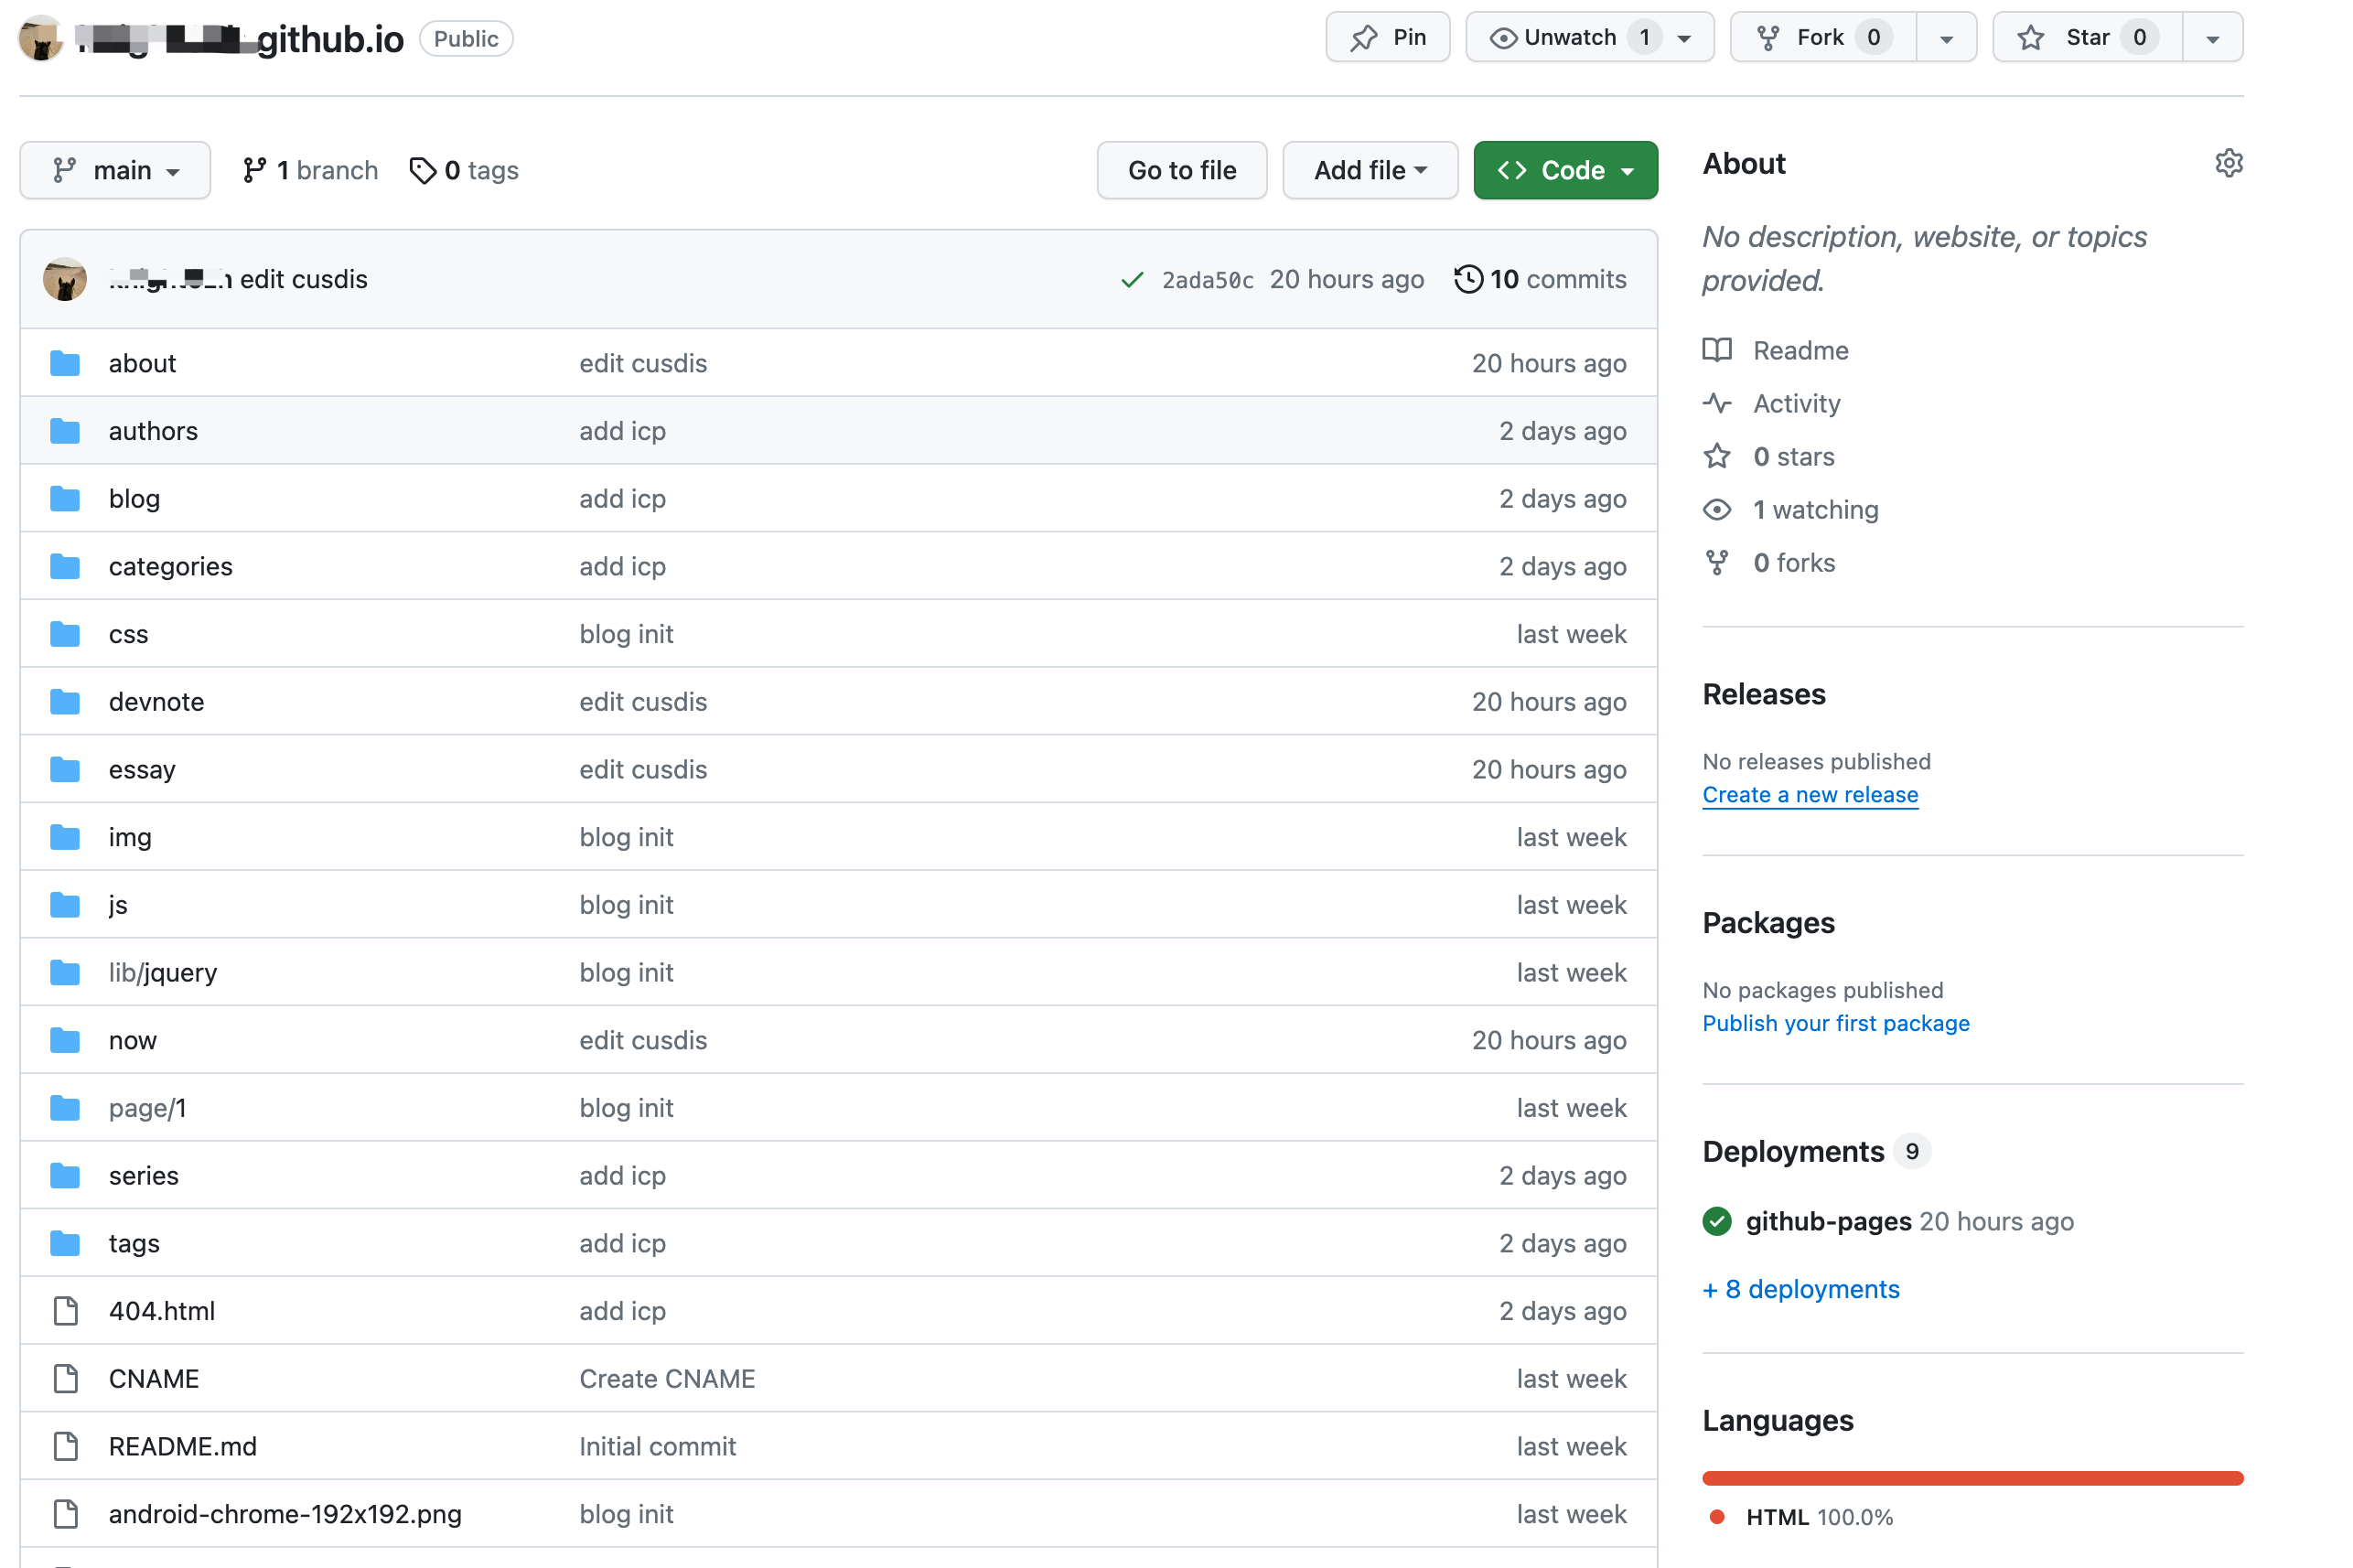 github.io Public
Pin
Unwatch 1
Fork 0
Star 0
main
1 branch
0 tags
Go to file
Add file
Code
edit cusdis
2ada50c 20 hours ago
10 commits
about edit cusdis 20 hours ago
authors add icp 2 days ago
blog add icp 2 days ago
categories add icp 2 days ago
css blog init last week
devnote edit cusdis 20 hours ago
essay edit cusdis 20 hours ago
img blog init last week
js blog init last week
lib/jquery blog init last week
now edit cusdis 20 hours ago
page/1 blog init last week
series add icp 2 days ago
tags add icp 2 days ago
404.html add icp 2 days ago
CNAME Create CNAME last week
README.md Initial commit last week
android-chrome-192x192.png blog init last week
About
No description, website, or topics
provided.
Readme
Activity
0 stars
1 watching
0 forks
Releases
No releases published
Create a new release
Packages
No packages published
Publish your first package
Deployments 9
github-pages 20 hours ago
+ 8 deployments
Languages
HTML 100.0%